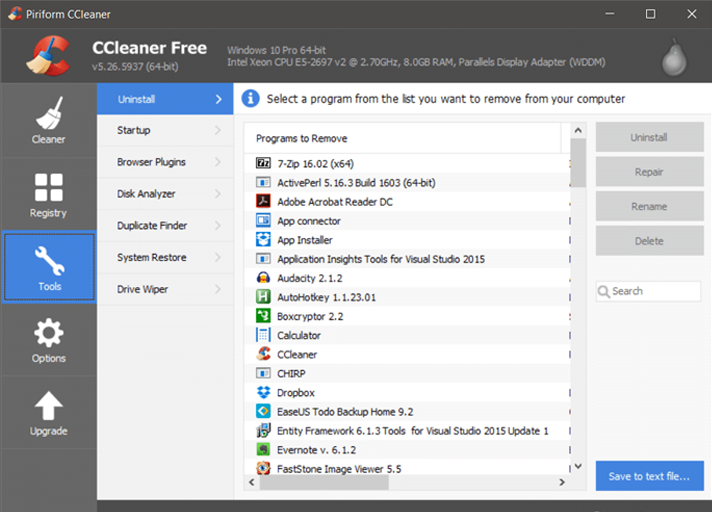 Piriform CCleaner
CCleaner Free
v5.26.5937 (64-bit)
Windows 10 Pro 64-bit
Intel Xeon CPU E5-2697 v2 @ 2.70GHz, 8.0GB RAM, Parallels Display Adapter (WDDM)
Cleaner
Registry
Tools
Options
Upgrade
Uninstall
Startup
Browser Plugins
Disk Analyzer
Duplicate Finder
System Restore
Drive Wiper
Select a program from the list you want to remove from your computer
Programs to Remove
7-Zip 16.02 (x64)
ActivePerl 5.16.3 Build 1603 (64-bit)
Adobe Acrobat Reader DC
App connector
App Installer
Application Insights Tools for Visual Studio 2015
Audacity 2.1.2
AutoHotkey 1.1.23.01
Boxcryptor 2.2
Calculator
CCleaner
CHIRP
Dropbox
EaseUS Todo Backup Home 9.2
Entity Framework 6.1.3 Tools for Visual Studio 2015 Update 1
Evernote v. 6.1.2
FastStone Image Viewer 5.5
Uninstall
Repair
Rename
Delete
Search
Save to text file...